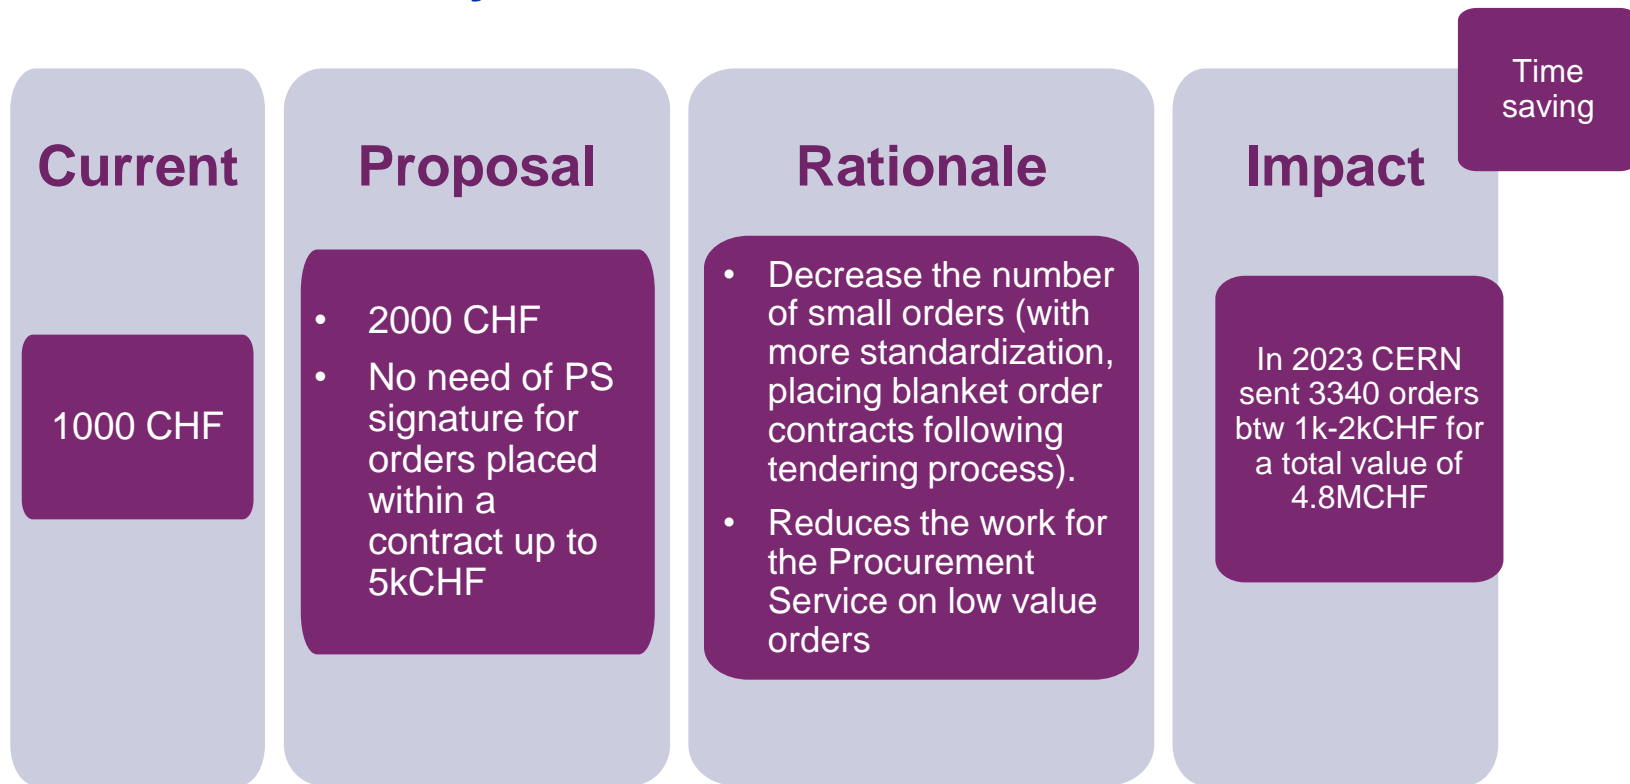 Time
saving
Current
1000 CHF
Proposal
• 2000 CHF
• No need of PS
signature for
orders placed
within a
contract up to
5kCHF
Rationale
• Decrease the number
of small orders (with
more standardization,
placing blanket order
contracts following
tendering process).
• Reduces the work for
the Procurement
Service on low value
orders
Impact
In 2023 CERN
sent 3340 orders
btw 1k-2kCHF for
a total value of
4.8MCHF